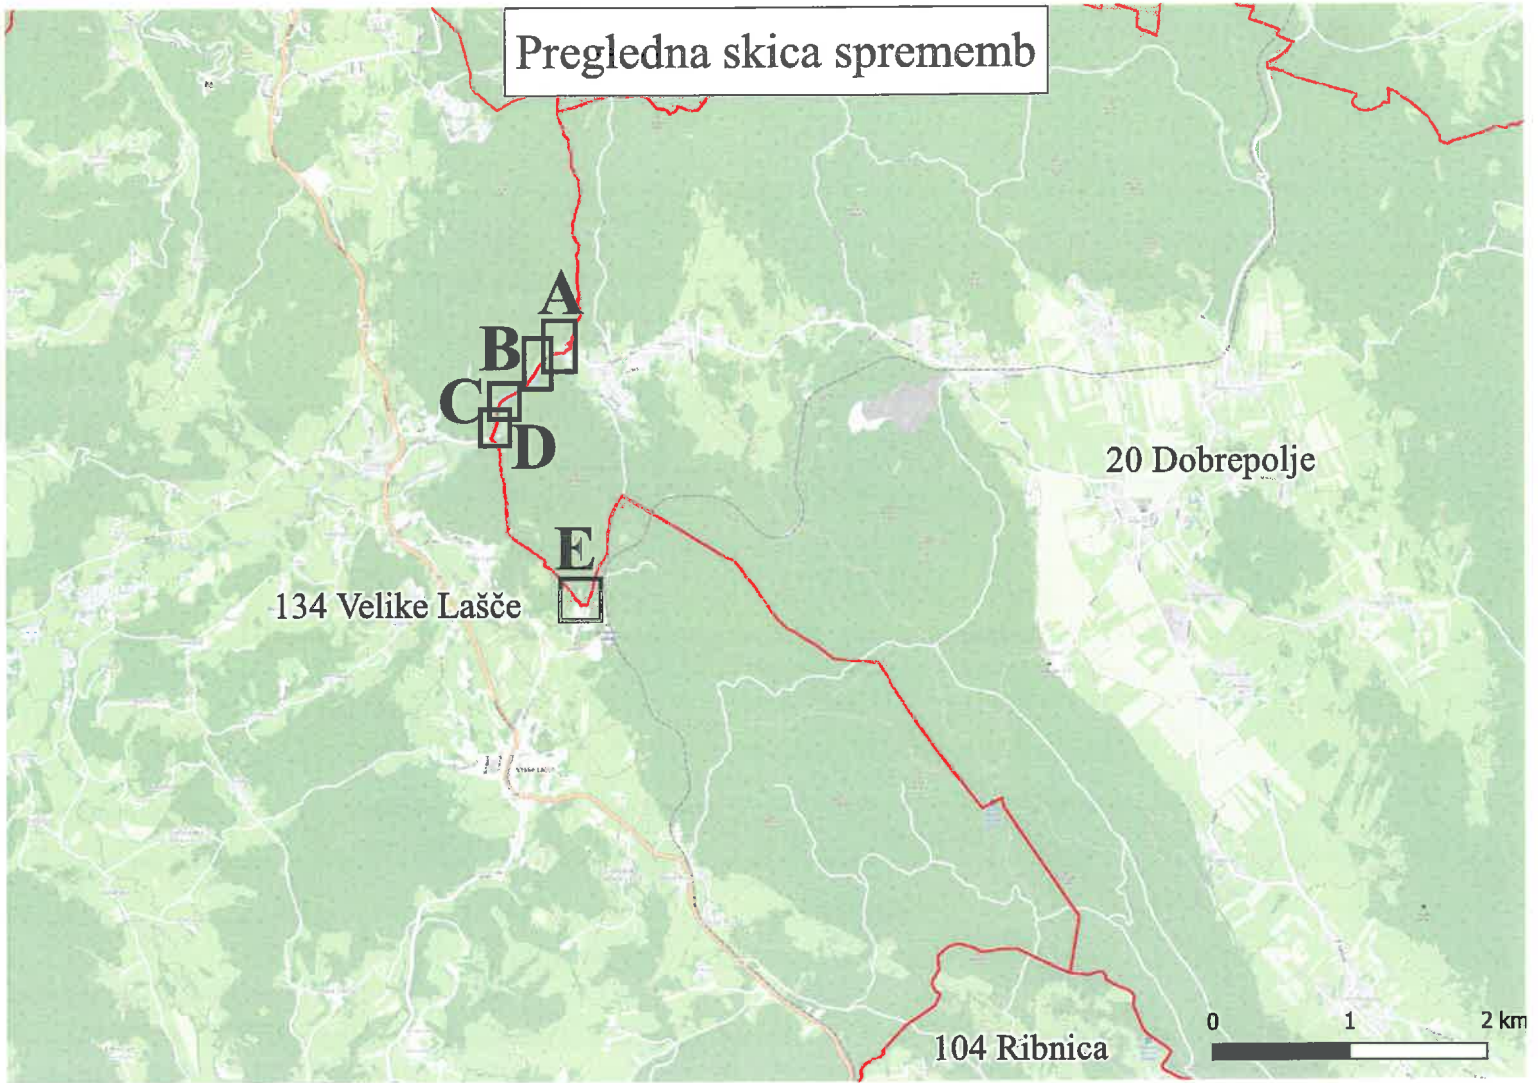 Pregledna skica sprememb
A
B
C
D
20 Dobrepolje
E
134 Velike Lašče
0 1 2 km
104 Ribnica